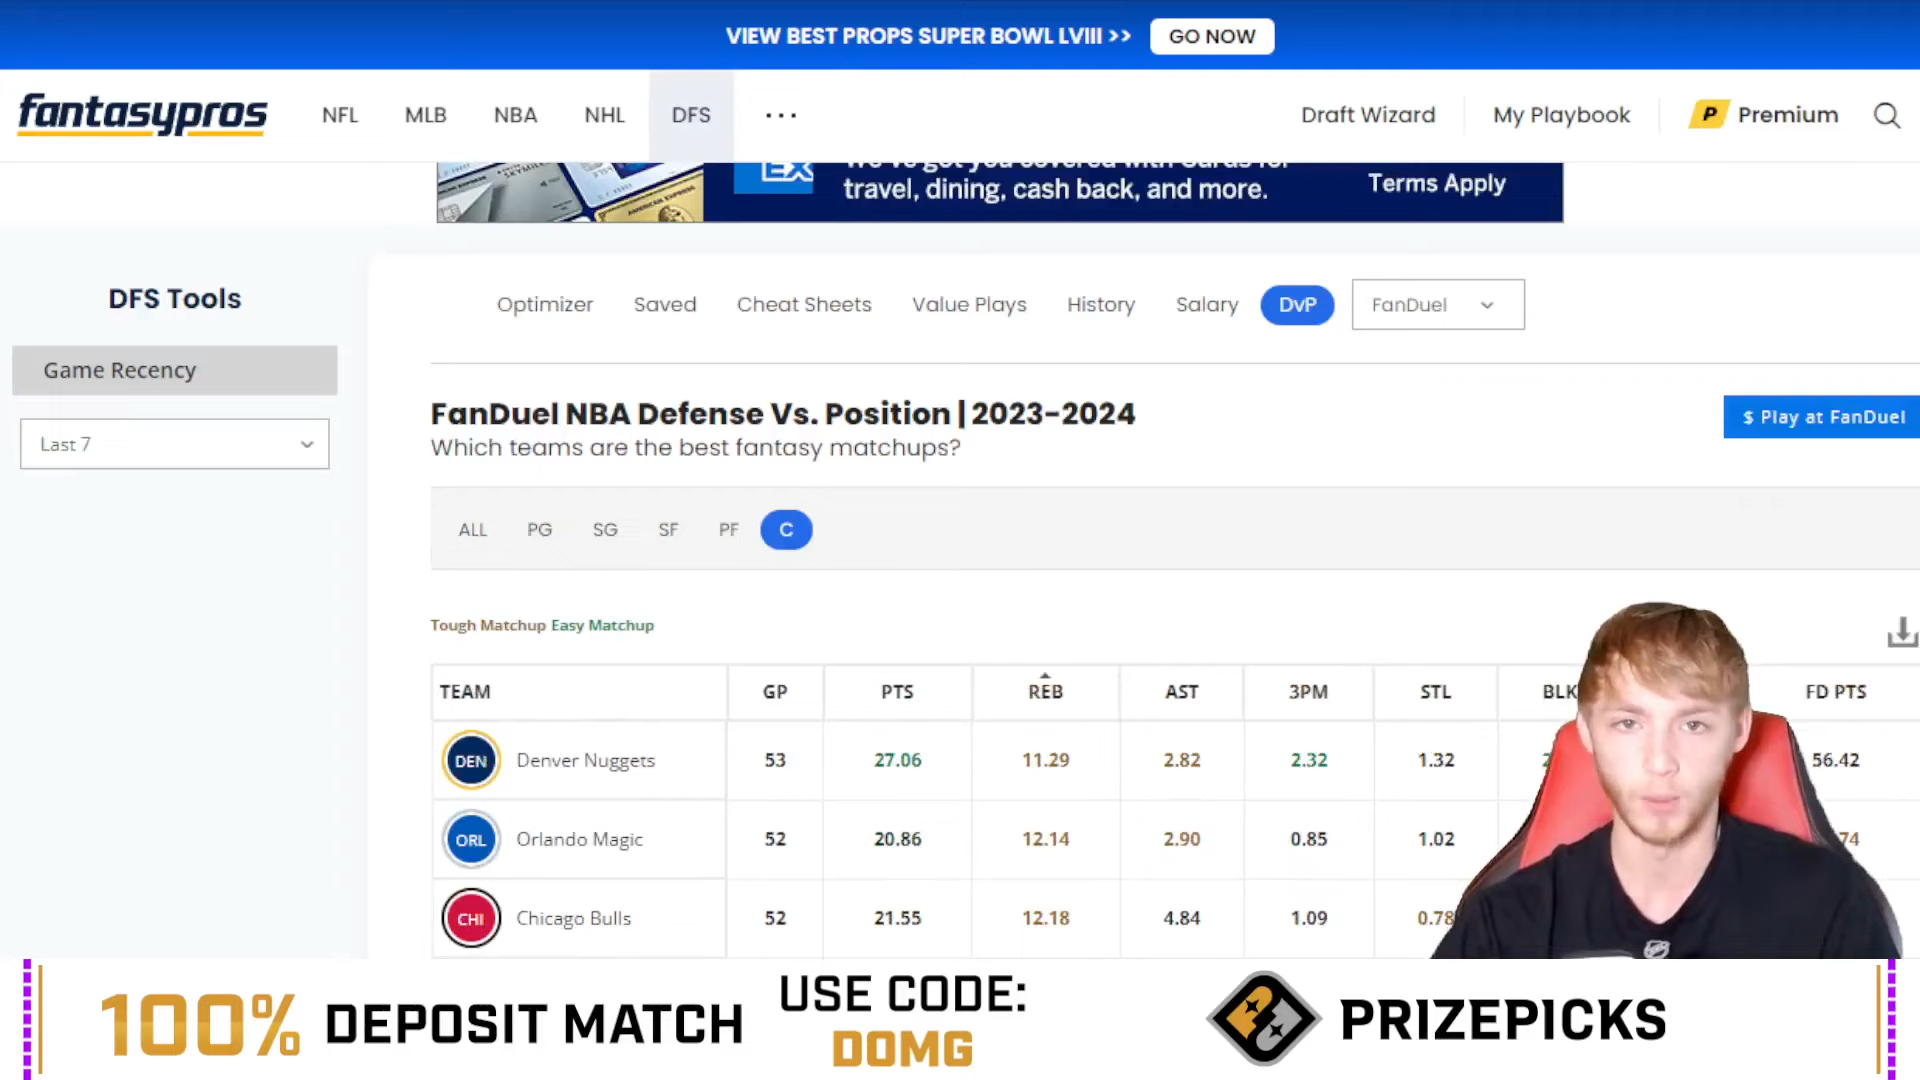 VIEW BEST PROPS SUPER BOWL LVIII >> GO NOW
fantasypros NFL MLB NBA NHL DFS ... Draft Wizard My Playbook P Premium
travel, dining, cash back, and more. Terms Apply
DFS Tools
Game Recency
Last 7
Optimizer Saved Cheat Sheets Value Plays History Salary DvP FanDuel
FanDuel NBA Defense Vs. Position | 2023-2024
Which teams are the best fantasy matchups?
$ Play at FanDuel
ALL PG SG SF PF C
Tough Matchup Easy Matchup
TEAM GP PTS REB AST 3PM STL BLK FD PTS
DEN Denver Nuggets 53 27.06 11.29 2.82 2.32 1.32 56.42
ORL Orlando Magic 52 20.86 12.14 2.90 0.85 1.02
CHI Chicago Bulls 52 21.55 12.18 4.84 1.09 0.78
100% DEPOSIT MATCH
USE CODE:
DOMG
PRIZEPICKS